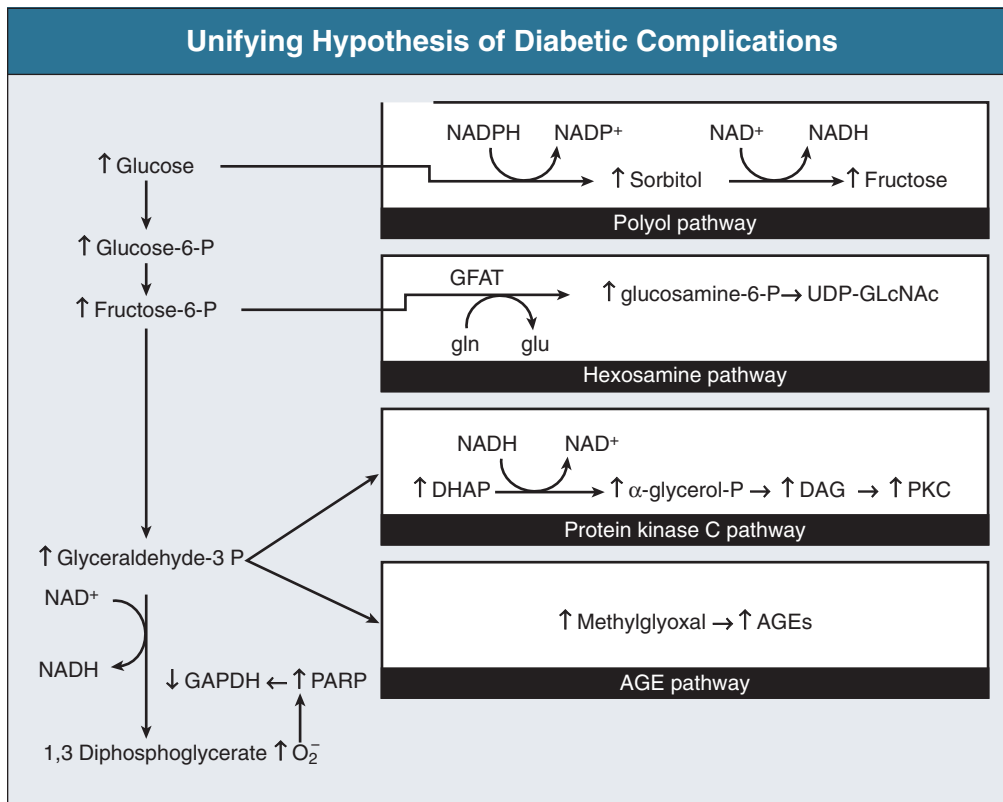 Unifying Hypothesis of Diabetic Complications
NADPH NADP⁺ NAD⁺ NADH
↑ Glucose
↑ Sorbitol ↑ Fructose
Polyol pathway
↑ Glucose-6-P
↑ Fructose-6-P
GFAT
↑ glucosamine-6-P → UDP-GLcNAc
gln glu
Hexosamine pathway
NADH NAD⁺
↑ DHAP ↑ α-glycerol-P → ↑ DAG → ↑ PKC
Protein kinase C pathway
↑ Glyceraldehyde-3 P
NAD⁺
NADH
↑ Methylglyoxal → ↑ AGEs
AGE pathway
↓ GAPDH ← ↑ PARP
1,3 Diphosphoglycerate ↑ O₂⁻